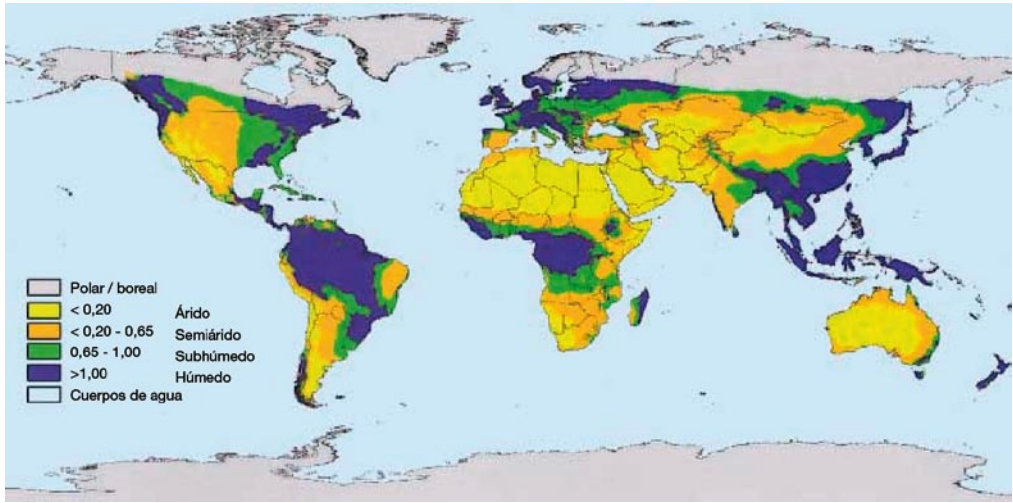 Polar / boreal
< 0,20 Árido
< 0,20 - 0,65 Semiárido
0,65 - 1,00 Subhúmedo
>1,00 Húmedo
Cuerpos de agua